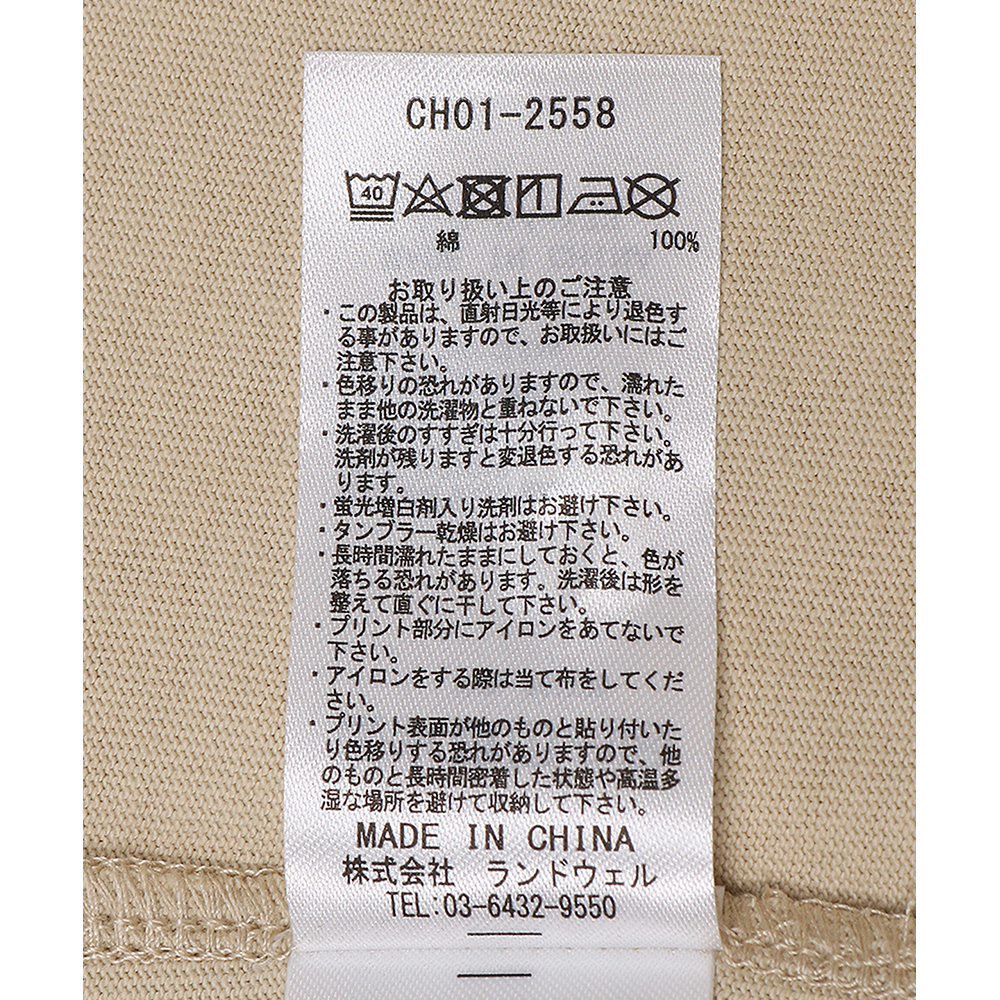 CH01-2558
40
綿 100%
お取り扱い上のご注意
・この製品は、直射日光等により退色す
る事がありますので、お取扱いにはご
注意下さい。
・色移りの恐れがありますので、濡れた
まま他の洗濯物と重ねないで下さい。
・洗濯後のすすぎは十分行って下さい。
洗剤が残りますと変退色する恐れがあ
ります。
・蛍光増白剤入り洗剤はお避け下さい。
・タンブラー乾燥はお避け下さい。
・長時間濡れたままにしておくと、色が
落ちる恐れがあります。洗濯後は形を
整えて直ぐに干して下さい。
・プリント部分にアイロンをあてないで
下さい。
・アイロンをする際は当て布をしてくだ
さい。
・プリント表面が他のものと貼り付いた
り色移りする恐れがありますので、他
のものと長時間密着した状態や高温多
湿な場所を避けて収納して下さい。
MADE IN CHINA
株式会社 ランドウェル
TEL:03-6432-9550